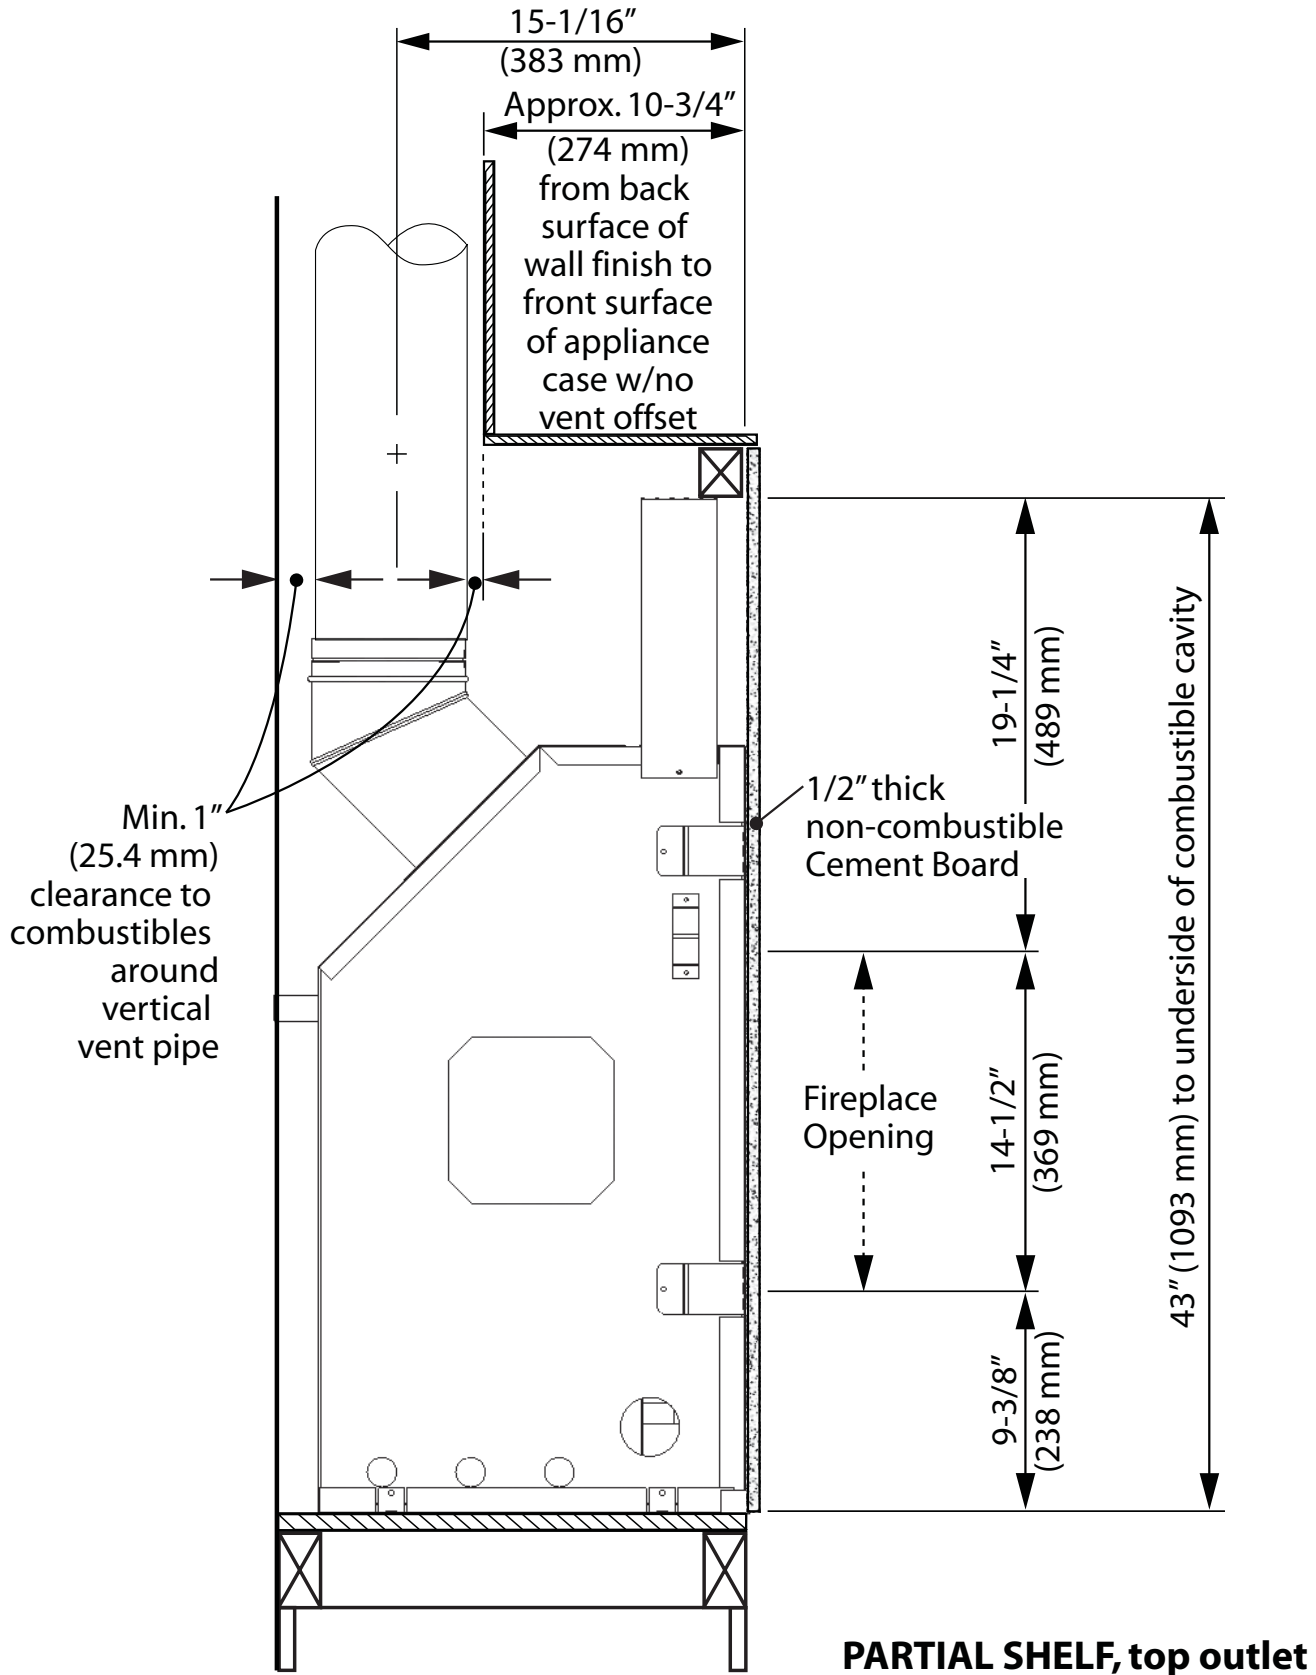 15-1/16”
(383 mm)
Approx. 10-3/4”
(274 mm)
from back
surface of
wall finish to
front surface
of appliance
case w/no
vent offset
Min. 1”
(25.4 mm)
clearance to
combustibles
around
vertical
vent pipe
1/2” thick
non-combustible
Cement Board
19-1/4”
(489 mm)
Fireplace
Opening
14-1/2”
(369 mm)
9-3/8”
(238 mm)
43” (1093 mm) to underside of combustible cavity
PARTIAL SHELF, top outlet